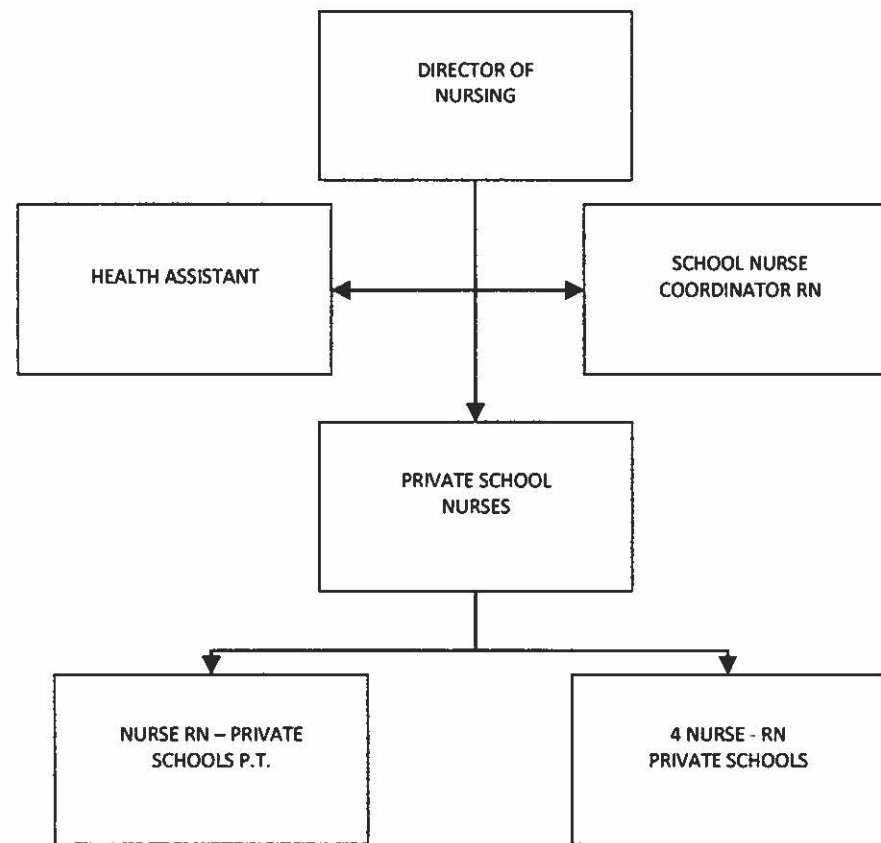 DIRECTOR OF
NURSING
HEALTH ASSISTANT
SCHOOL NURSE
COORDINATOR RN
PRIVATE SCHOOL
NURSES
NURSE RN – PRIVATE
SCHOOLS P.T.
4 NURSE - RN
PRIVATE SCHOOLS